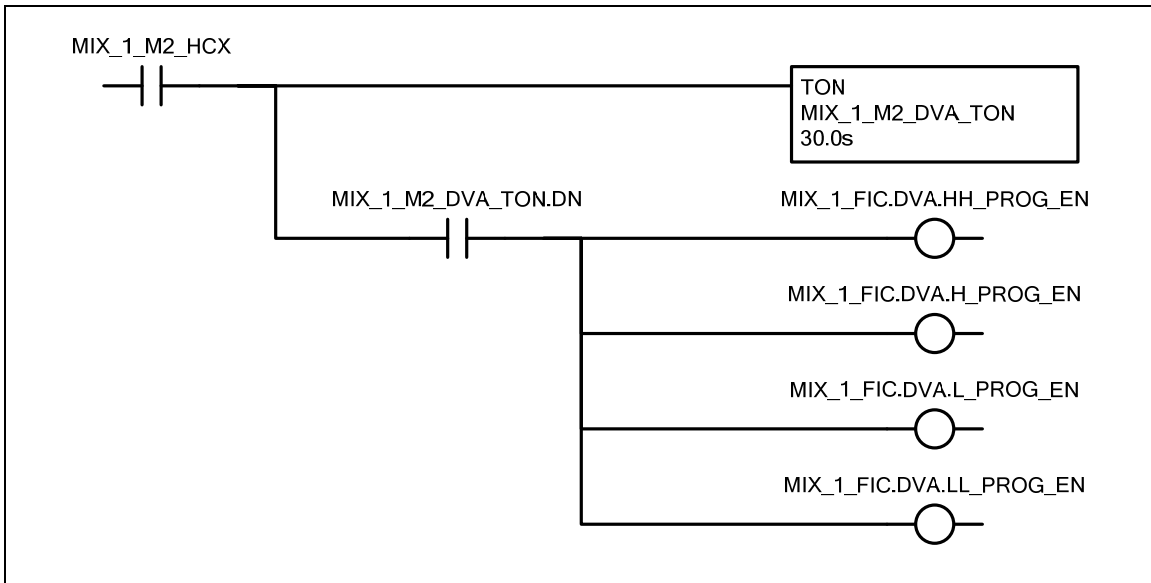 MIX_1_M2_HCX
TON
MIX_1_M2_DVA_TON
30.0s
MIX_1_M2_DVA_TON.DN
MIX_1_FIC.DVA.HH_PROG_EN
MIX_1_FIC.DVA.H_PROG_EN
MIX_1_FIC.DVA.L_PROG_EN
MIX_1_FIC.DVA.LL_PROG_EN